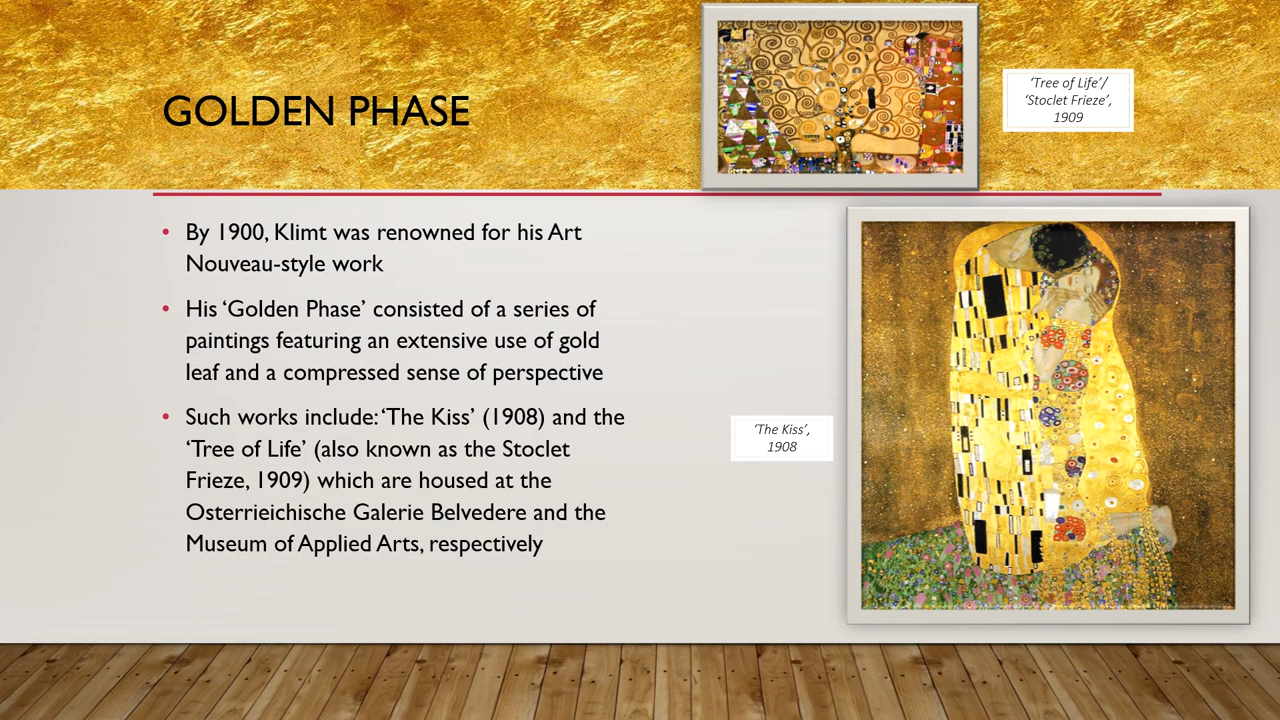 GOLDEN PHASE
‘Tree of Life’/
‘Stoclet Frieze’,
1909
• By 1900, Klimt was renowned for his Art
Nouveau-style work
• His ‘Golden Phase’ consisted of a series of
paintings featuring an extensive use of gold
leaf and a compressed sense of perspective
• Such works include: ‘The Kiss’ (1908) and the
‘Tree of Life’ (also known as the Stoclet
Frieze, 1909) which are housed at the
Osterrieichische Galerie Belvedere and the
Museum of Applied Arts, respectively
‘The Kiss’,
1908